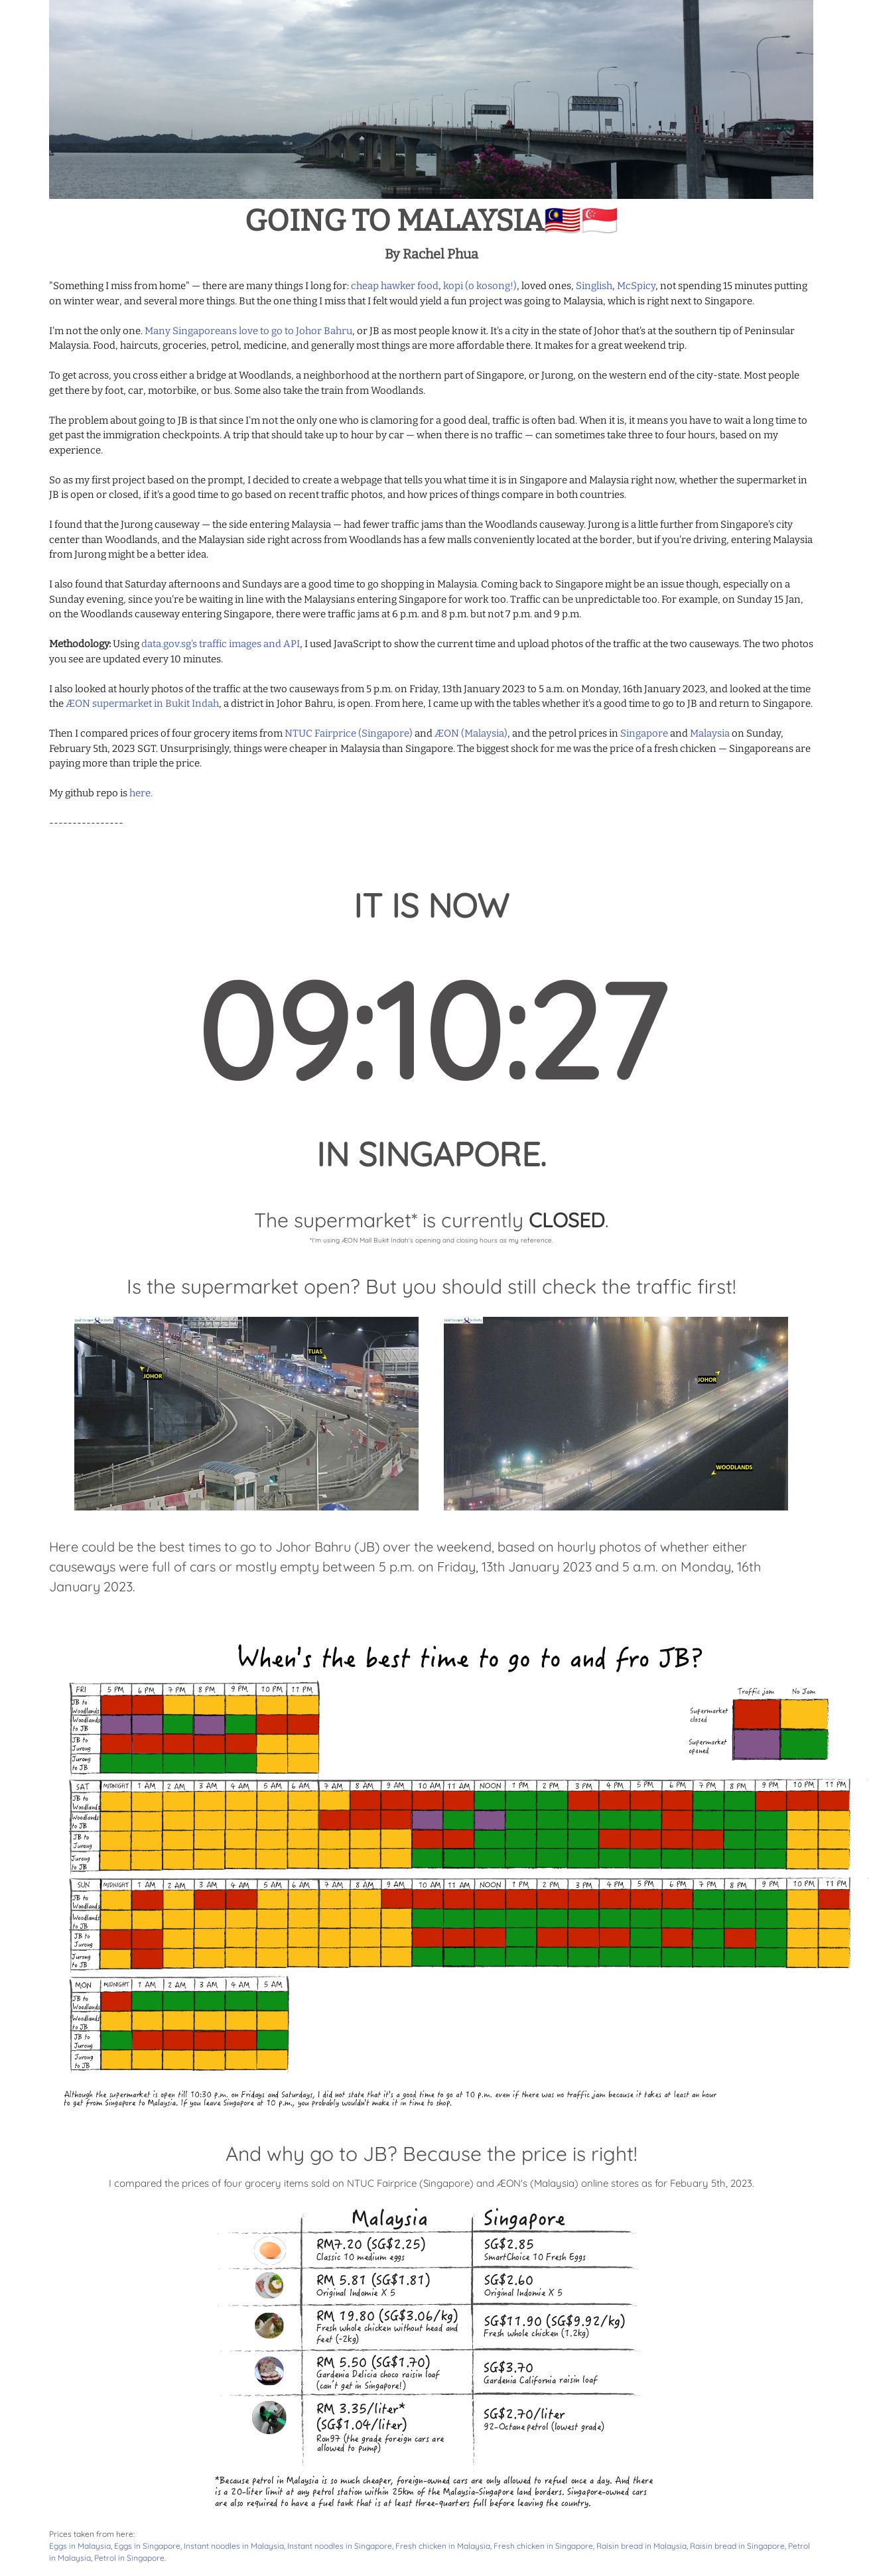 GOING TO MALAYSIA🇲🇾🇸🇬
By Rachel Phua
"Something I miss from home" — there are many things I long for: cheap hawker food, kopi (o kosong!), loved ones, Singlish, McSpicy, not spending 15 minutes putting
on winter wear, and several more things. But the one thing I miss that I felt would yield a fun project was going to Malaysia, which is right next to Singapore.
I'm not the only one. Many Singaporeans love to go to Johor Bahru, or JB as most people know it. It's a city in the state of Johor that's at the southern tip of Peninsular
Malaysia. Food, haircuts, groceries, petrol, medicine, and generally most things are more affordable there. It makes for a great weekend trip.
To get across, you cross either a bridge at Woodlands, a neighborhood at the northern part of Singapore, or Jurong, on the western end of the city-state. Most people
get there by foot, car, motorbike, or bus. Some also take the train from Woodlands.
The problem about going to JB is that since I'm not the only one who is clamoring for a good deal, traffic is often bad. When it is, it means you have to wait a long time to
get past the immigration checkpoints. A trip that should take up to hour by car — when there is no traffic — can sometimes take three to four hours, based on my
experience.
So as my first project based on the prompt, I decided to create a webpage that tells you what time it is in Singapore and Malaysia right now, whether the supermarket in
JB is open or closed, if it's a good time to go based on recent traffic photos, and how prices of things compare in both countries.
I found that the Jurong causeway — the side entering Malaysia — had fewer traffic jams than the Woodlands causeway. Jurong is a little further from Singapore's city
center than Woodlands, and the Malaysian side right across from Woodlands has a few malls conveniently located at the border, but if you're driving, entering Malaysia
from Jurong might be a better idea.
I also found that Saturday afternoons and Sundays are a good time to go shopping in Malaysia. Coming back to Singapore might be an issue though, especially on a
Sunday evening, since you're be waiting in line with the Malaysians entering Singapore for work too. Traffic can be unpredictable too. For example, on Sunday 15 Jan,
on the Woodlands causeway entering Singapore, there were traffic jams at 6 p.m. and 8 p.m. but not 7 p.m. and 9 p.m.
Methodology: Using data.gov.sg's traffic images and API, I used JavaScript to show the current time and upload photos of the traffic at the two causeways. The two photos
you see are updated every 10 minutes.
I also looked at hourly photos of the traffic at the two causeways from 5 p.m. on Friday, 13th January 2023 to 5 a.m. on Monday, 16th January 2023, and looked at the time
the ÆON supermarket in Bukit Indah, a district in Johor Bahru, is open. From here, I came up with the tables whether it's a good time to go to JB and return to Singapore.
Then I compared prices of four grocery items from NTUC Fairprice (Singapore) and ÆON (Malaysia), and the petrol prices in Singapore and Malaysia on Sunday,
February 5th, 2023 SGT. Unsurprisingly, things were cheaper in Malaysia than Singapore. The biggest shock for me was the price of a fresh chicken — Singaporeans are
paying more than triple the price.
My github repo is here.
----------------
IT IS NOW
09:10:27
IN SINGAPORE.
The supermarket* is currently CLOSED.
*I'm using ÆON Mall Bukit Indah's opening and closing hours as my reference.
Is the supermarket open? But you should still check the traffic first!
TUAS
JOHOR
JOHOR
WOODLANDS
Here could be the best times to go to Johor Bahru (JB) over the weekend, based on hourly photos of whether either
causeways were full of cars or mostly empty between 5 p.m. on Friday, 13th January 2023 and 5 a.m. on Monday, 16th
January 2023.
When's the best time to go to and fro JB?
Traffic jam No Jam
Supermarket
closed
Supermarket
opened
FRI 5 PM 6 PM 7 PM 8 PM 9 PM 10 PM 11 PM
JB to
Woodlands
Woodlands
to JB
JB to
Jurong
Jurong
to JB
SAT MIDNIGHT 1 AM 2 AM 3 AM 4 AM 5 AM 6 AM 7 AM 8 AM 9 AM 10 AM 11 AM NOON 1 PM 2 PM 3 PM 4 PM 5 PM 6 PM 7 PM 8 PM 9 PM 10 PM 11 PM
JB to
Woodlands
Woodlands
to JB
JB to
Jurong
Jurong
to JB
SUN MIDNIGHT 1 AM 2 AM 3 AM 4 AM 5 AM 6 AM 7 AM 8 AM 9 AM 10 AM 11 AM NOON 1 PM 2 PM 3 PM 4 PM 5 PM 6 PM 7 PM 8 PM 9 PM 10 PM 11 PM
JB to
Woodlands
Woodlands
to JB
JB to
Jurong
Jurong
to JB
MON MIDNIGHT 1 AM 2 AM 3 AM 4 AM 5 AM
JB to
Woodlands
Woodlands
to JB
JB to
Jurong
Jurong
to JB
Although the supermarket is open till 10:30 p.m. on Fridays and Saturdays, I did not state that it's a good time to go at 10 p.m. even if there was no traffic jam because it takes at least an hour
to get from Singapore to Malaysia. If you leave Singapore at 10 p.m., you probably wouldn't make it in time to shop.
And why go to JB? Because the price is right!
I compared the prices of four grocery items sold on NTUC Fairprice (Singapore) and ÆON's (Malaysia) online stores as for Febuary 5th, 2023.
Malaysia Singapore
RM7.20 (SG$2.25)
Classic 10 medium eggs
SG$2.85
SmartChoice 10 Fresh Eggs
RM 5.81 (SG$1.81)
Original Indomie X 5
SG$2.60
Original Indomie X 5
RM 19.80 (SG$3.06/kg)
Fresh whole chicken without head and
feet (~2kg)
SG$11.90 (SG$9.92/kg)
Fresh whole chicken (1.2kg)
RM 5.50 (SG$1.70)
Gardenia Delicia choco raisin loaf
(can't get in Singapore!)
SG$3.70
Gardenia California raisin loaf
RM 3.35/liter*
(SG$1.04/liter)
Ron97 (the grade foreign cars are
allowed to pump)
SG$2.70/liter
92-Octane petrol (lowest grade)
*Because petrol in Malaysia is so much cheaper, foreign-owned cars are only allowed to refuel once a day. And there
is a 20-liter limit at any petrol station within 25km of the Malaysia-Singapore land borders. Singapore-owned cars
are also required to have a fuel tank that is at least three-quarters full before leaving the country.
Prices taken from here:
Eggs in Malaysia, Eggs in Singapore, Instant noodles in Malaysia, Instant noodles in Singapore, Fresh chicken in Malaysia, Fresh chicken in Singapore, Raisin bread in Malaysia, Raisin bread in Singapore, Petrol
in Malaysia, Petrol in Singapore.